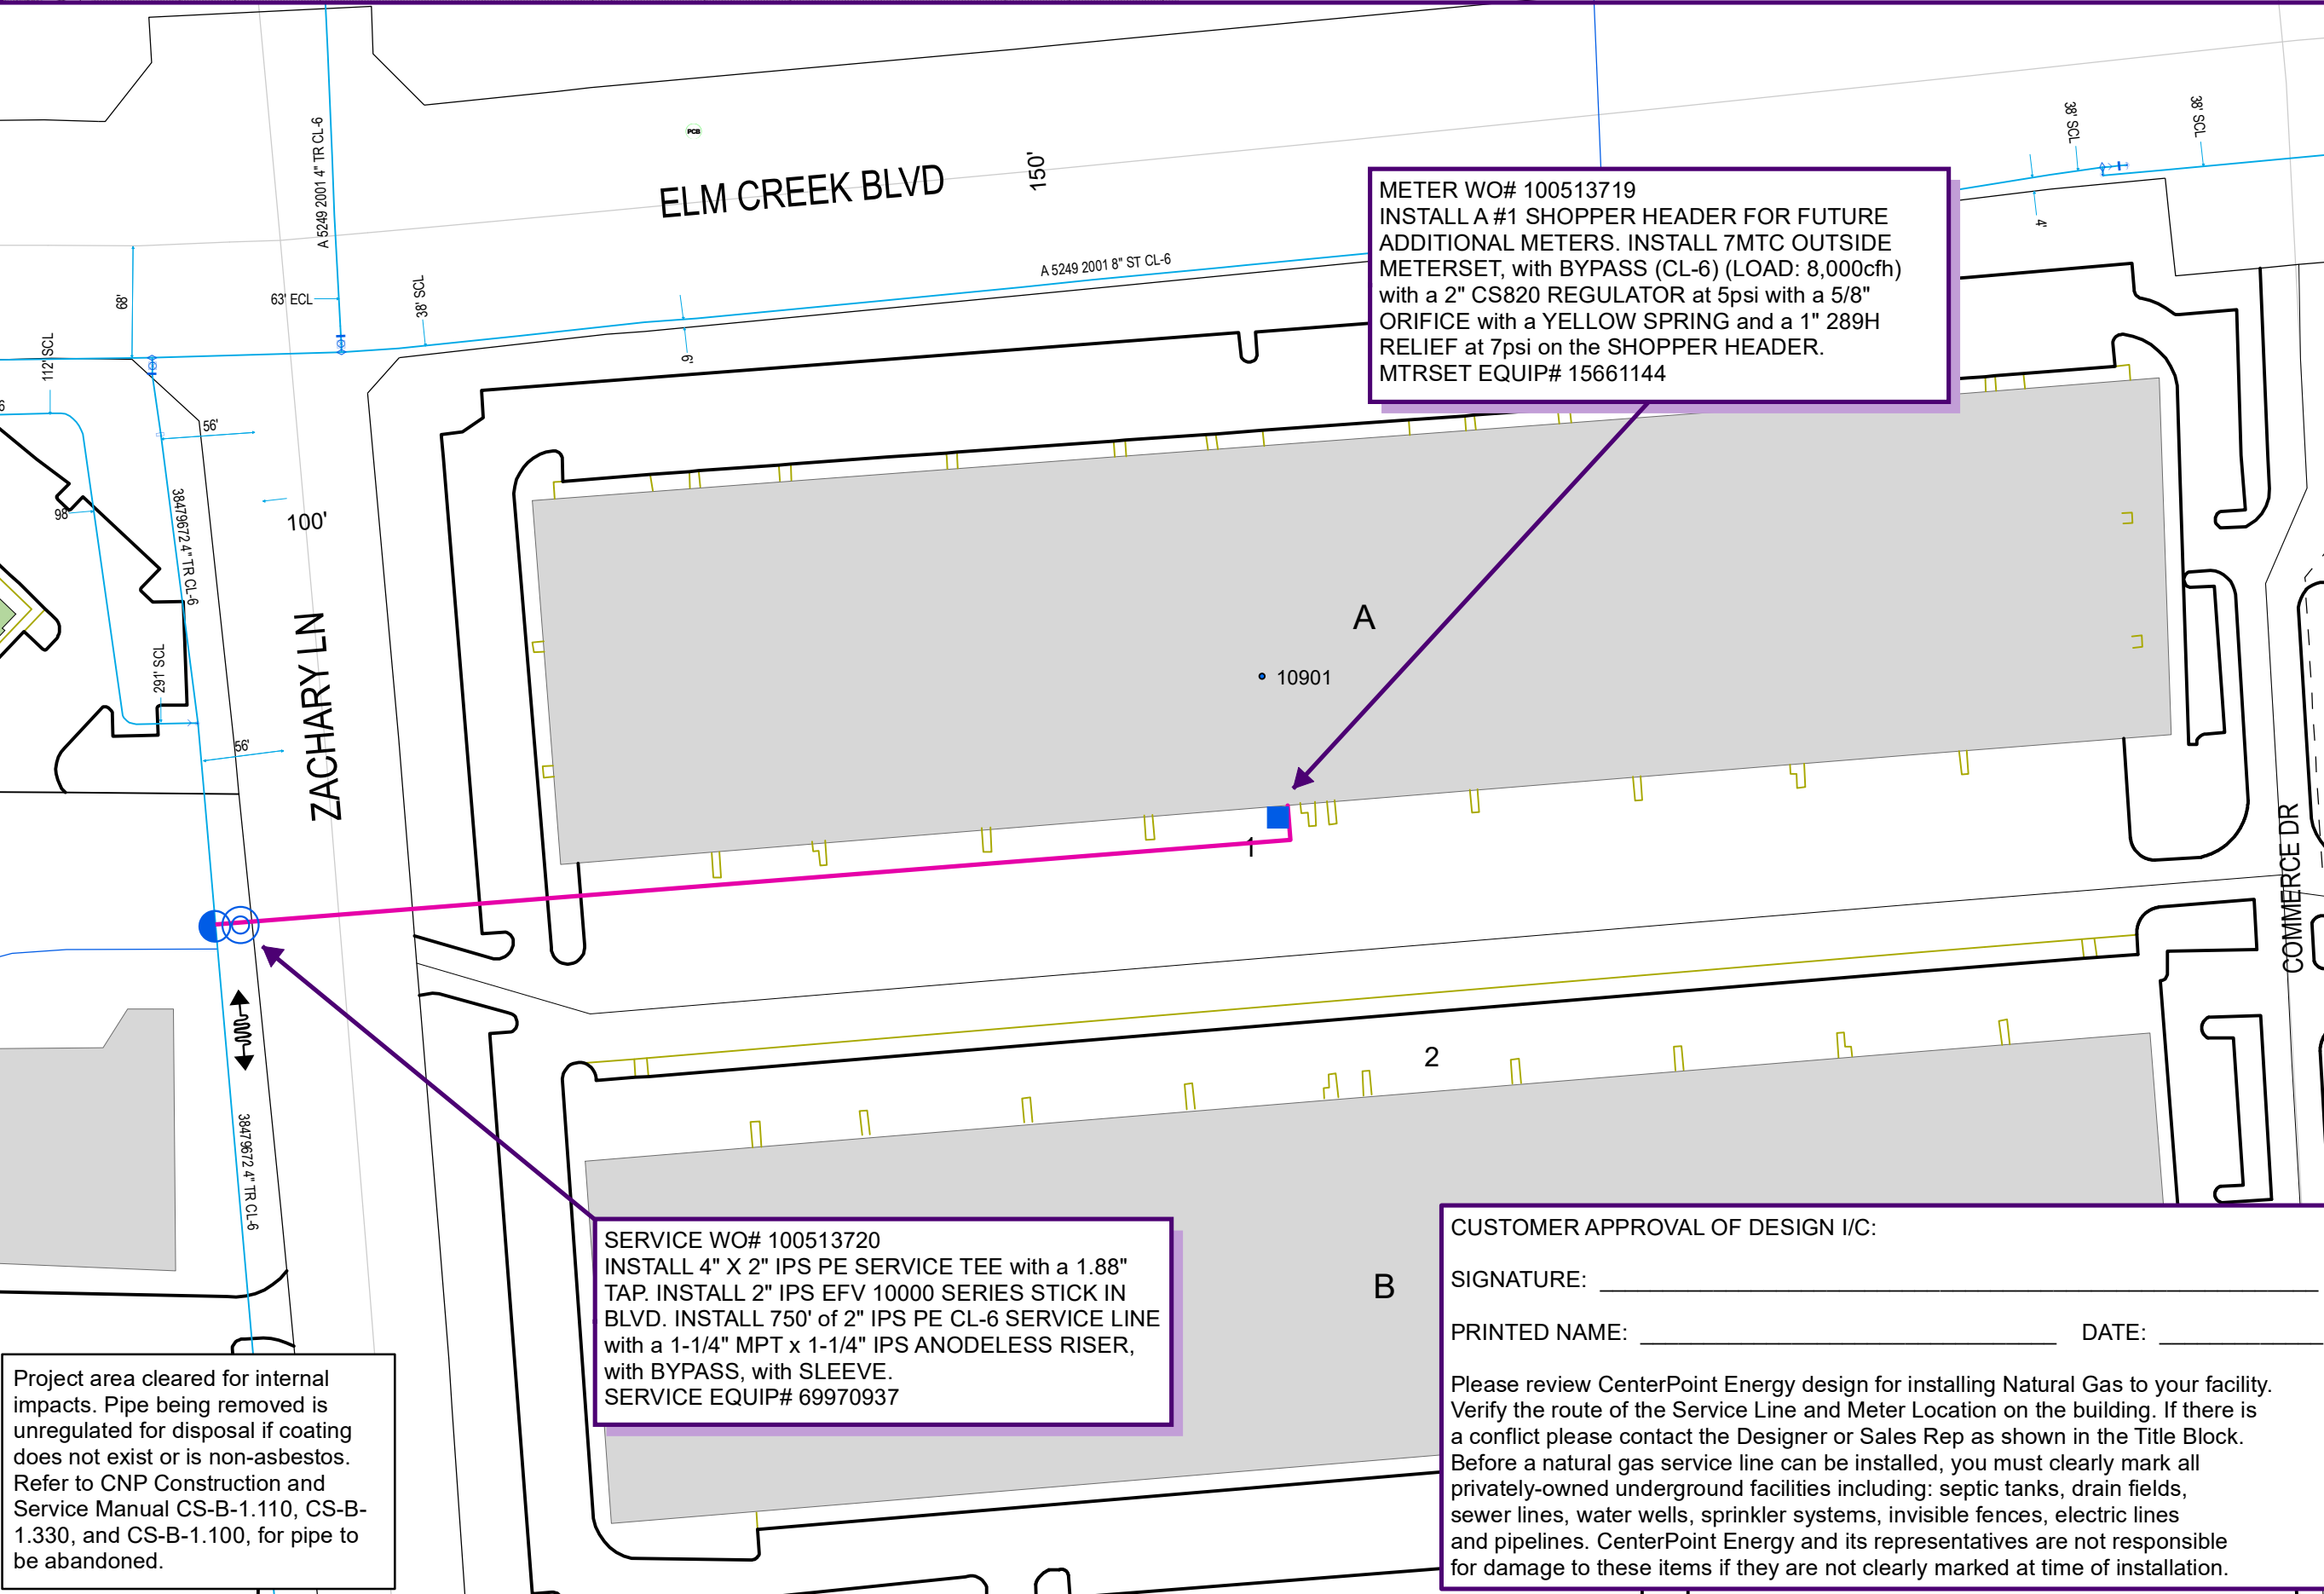 A 5249 2001 4" TR CL-6
PCB
ELM CREEK BLVD
150'
38' SCL
38' SCL
4'
METER WO# 100513719
INSTALL A #1 SHOPPER HEADER FOR FUTURE
ADDITIONAL METERS. INSTALL 7MTC OUTSIDE
METERSET, with BYPASS (CL-6) (LOAD: 8,000cfh)
with a 2" CS820 REGULATOR at 5psi with a 5/8"
ORIFICE with a YELLOW SPRING and a 1" 289H
RELIEF at 7psi on the SHOPPER HEADER.
MTRSET EQUIP# 15661144
A 5249 2001 8" ST CL-6
68'
63' ECL
38' SCL
112' SCL
6
56'
98'
38479672 4" TR CL-6
100'
291' SCL
56'
ZACHARY LN
A
10901
1
COMMERCE DR
2
38479672 4" TR CL-6
B
SERVICE WO# 100513720
INSTALL 4" X 2" IPS PE SERVICE TEE with a 1.88"
TAP. INSTALL 2" IPS EFV 10000 SERIES STICK IN
BLVD. INSTALL 750' of 2" IPS PE CL-6 SERVICE LINE
with a 1-1/4" MPT x 1-1/4" IPS ANODELESS RISER,
with BYPASS, with SLEEVE.
SERVICE EQUIP# 69970937
Project area cleared for internal
impacts. Pipe being removed is
unregulated for disposal if coating
does not exist or is non-asbestos.
Refer to CNP Construction and
Service Manual CS-B-1.110, CS-B-
1.330, and CS-B-1.100, for pipe to
be abandoned.
CUSTOMER APPROVAL OF DESIGN I/C:
SIGNATURE:
PRINTED NAME: DATE:
Please review CenterPoint Energy design for installing Natural Gas to your facility.
Verify the route of the Service Line and Meter Location on the building. If there is
a conflict please contact the Designer or Sales Rep as shown in the Title Block.
Before a natural gas service line can be installed, you must clearly mark all
privately-owned underground facilities including: septic tanks, drain fields,
sewer lines, water wells, sprinkler systems, invisible fences, electric lines
and pipelines. CenterPoint Energy and its representatives are not responsible
for damage to these items if they are not clearly marked at time of installation.